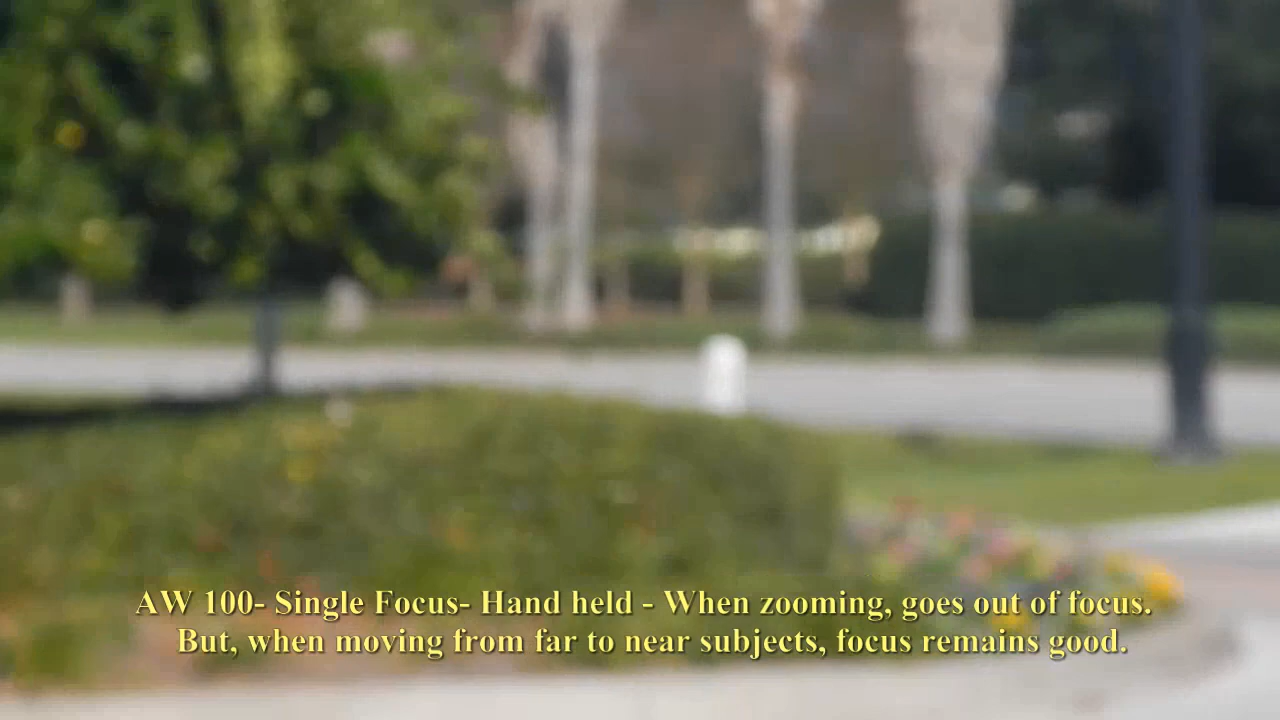 AW 100- Single Focus- Hand held - When zooming, goes out of focus.
But, when moving from far to near subjects, focus remains good.